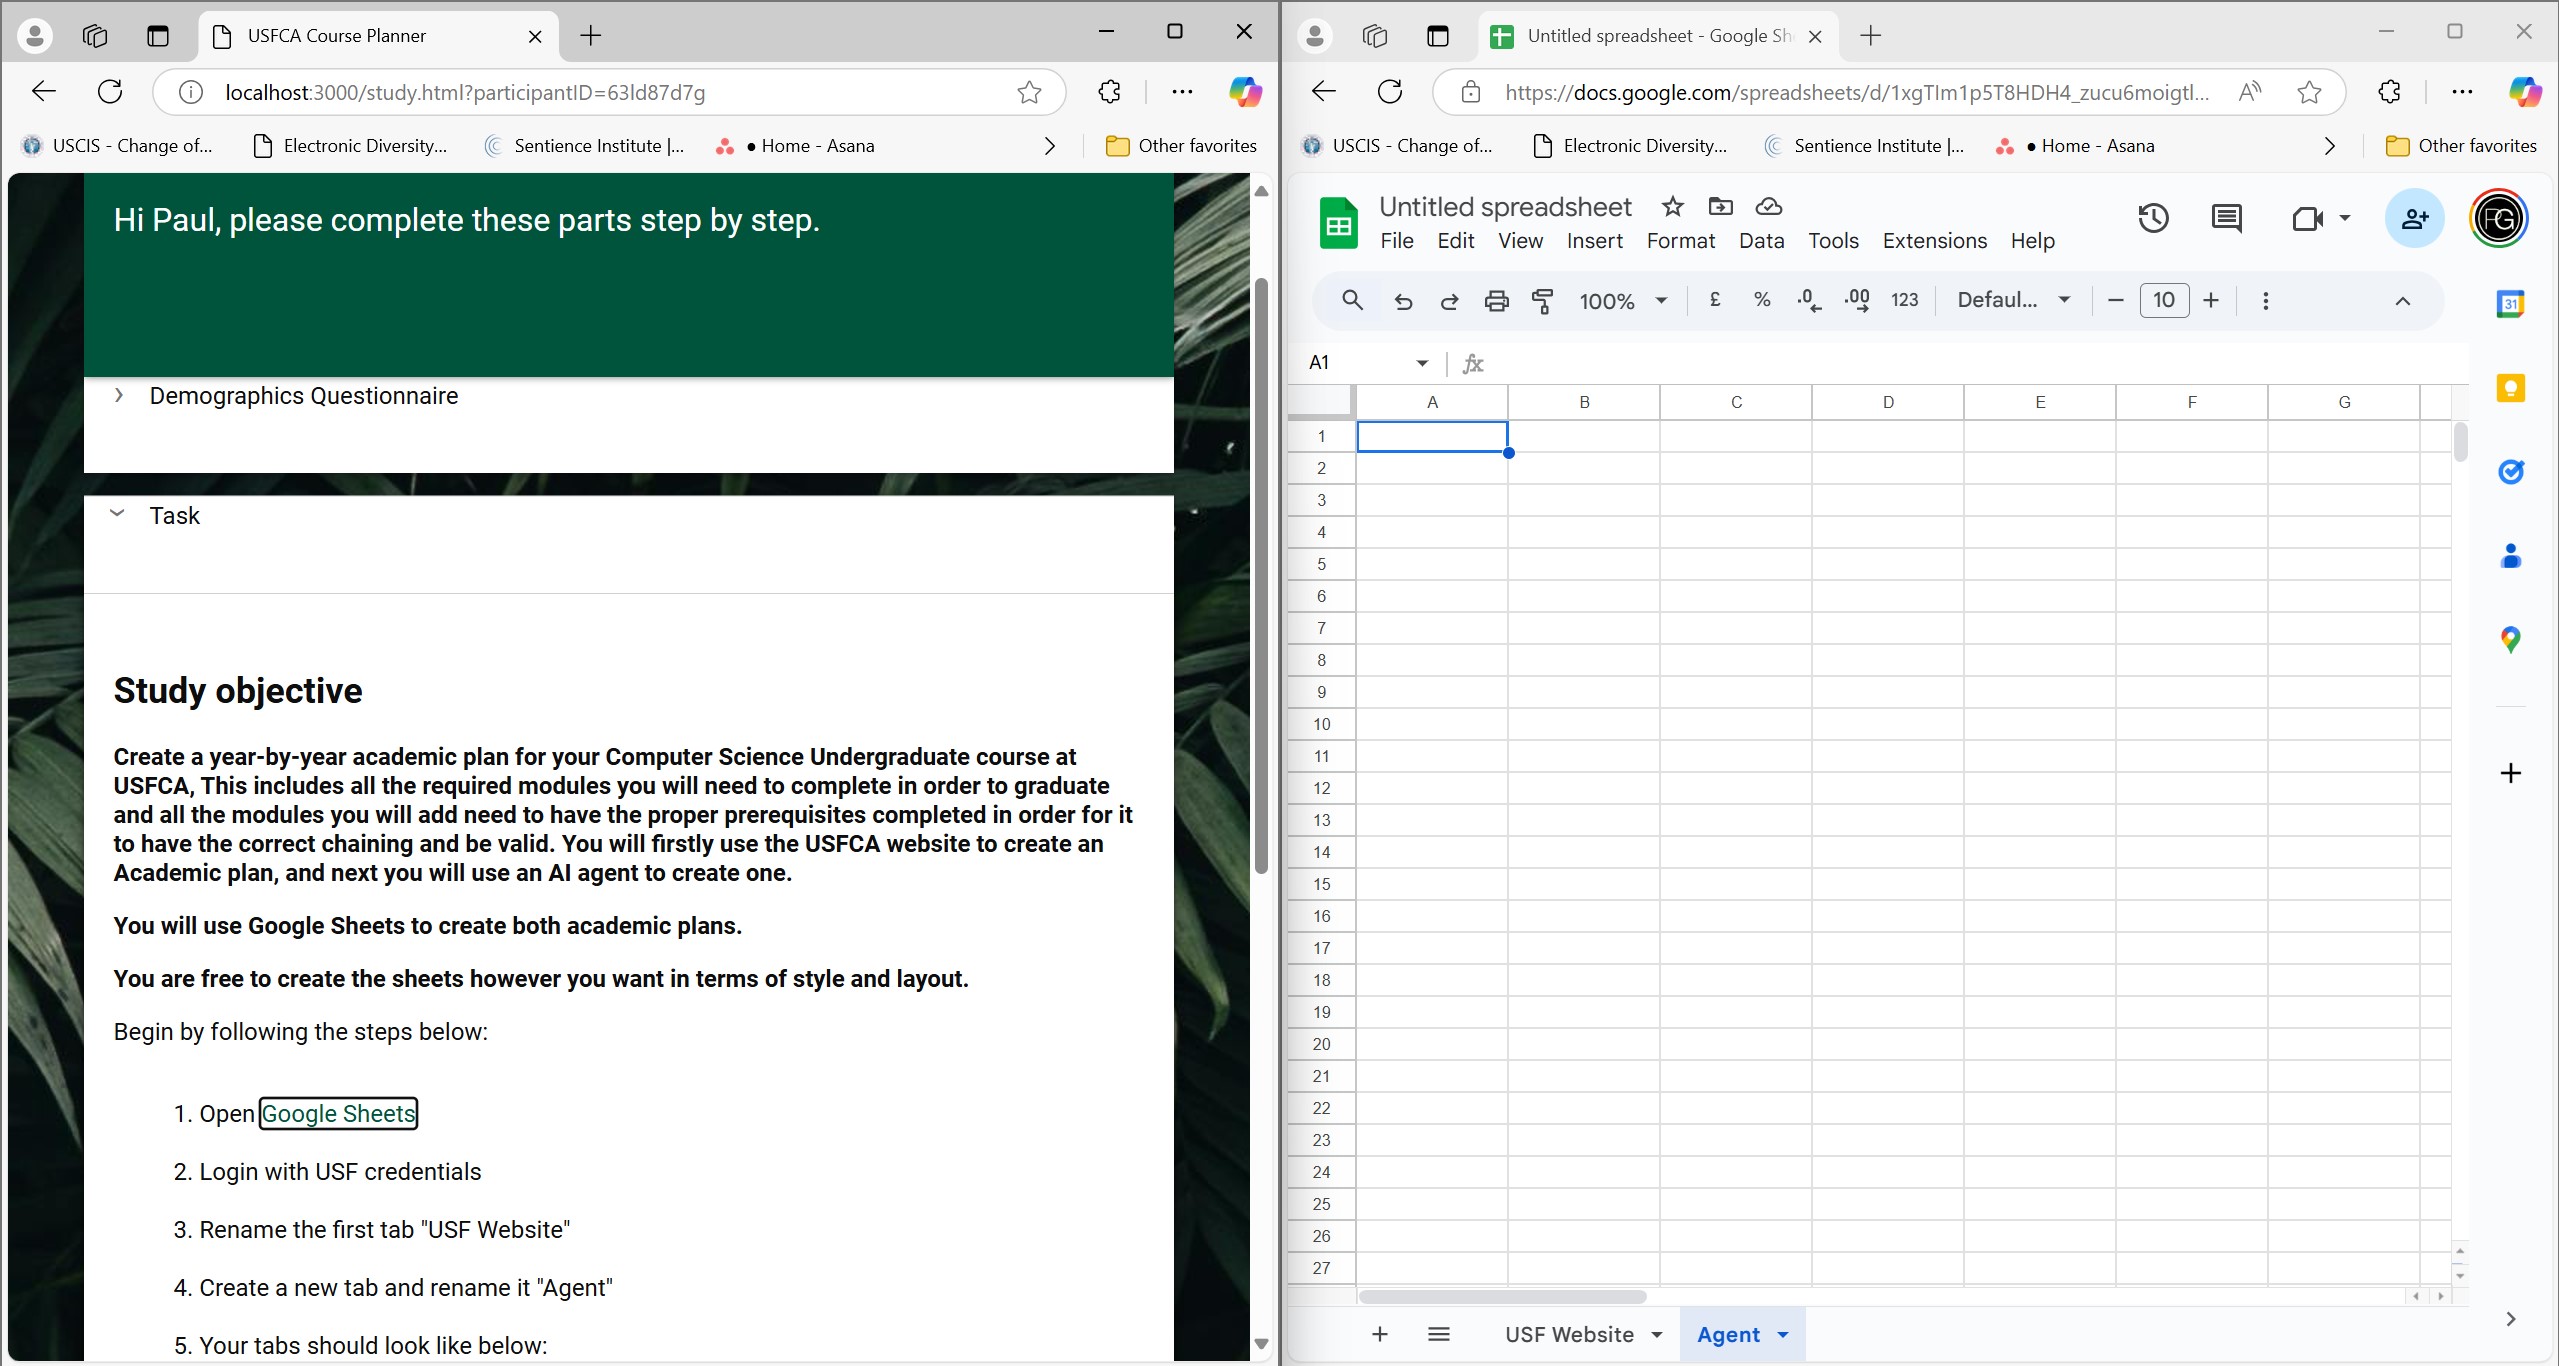 USFCA Course Planner
localhost:3000/study.html?participantID=63ld87d7g
USCIS - Change of...
Electronic Diversity...
Sentience Institute |...
• Home - Asana
Other favorites
Hi Paul, please complete these parts step by step.
Demographics Questionnaire
Task
Study objective
Create a year-by-year academic plan for your Computer Science Undergraduate course at
USFCA, This includes all the required modules you will need to complete in order to graduate
and all the modules you will add need to have the proper prerequisites completed in order for it
to have the correct chaining and be valid. You will firstly use the USFCA website to create an
Academic plan, and next you will use an AI agent to create one.
You will use Google Sheets to create both academic plans.
You are free to create the sheets however you want in terms of style and layout.
Begin by following the steps below:
1. Open Google Sheets
2. Login with USF credentials
3. Rename the first tab "USF Website"
4. Create a new tab and rename it "Agent"
5. Your tabs should look like below:
Untitled spreadsheet - Google Sh
https://docs.google.com/spreadsheets/d/1xgTIm1p5T8HDH4_zucu6moigtl...
USCIS - Change of...
Electronic Diversity...
Sentience Institute |...
• Home - Asana
Other favorites
Untitled spreadsheet
File Edit View Insert Format Data Tools Extensions Help
PG
100% £ % .0 .00 123 Defaul... 10
31
A1
fx
A B C D E F G
1
2
3
4
5
6
7
8
9
10
11
12
13
14
15
16
17
18
19
20
21
22
23
24
25
26
27
USF Website
Agent